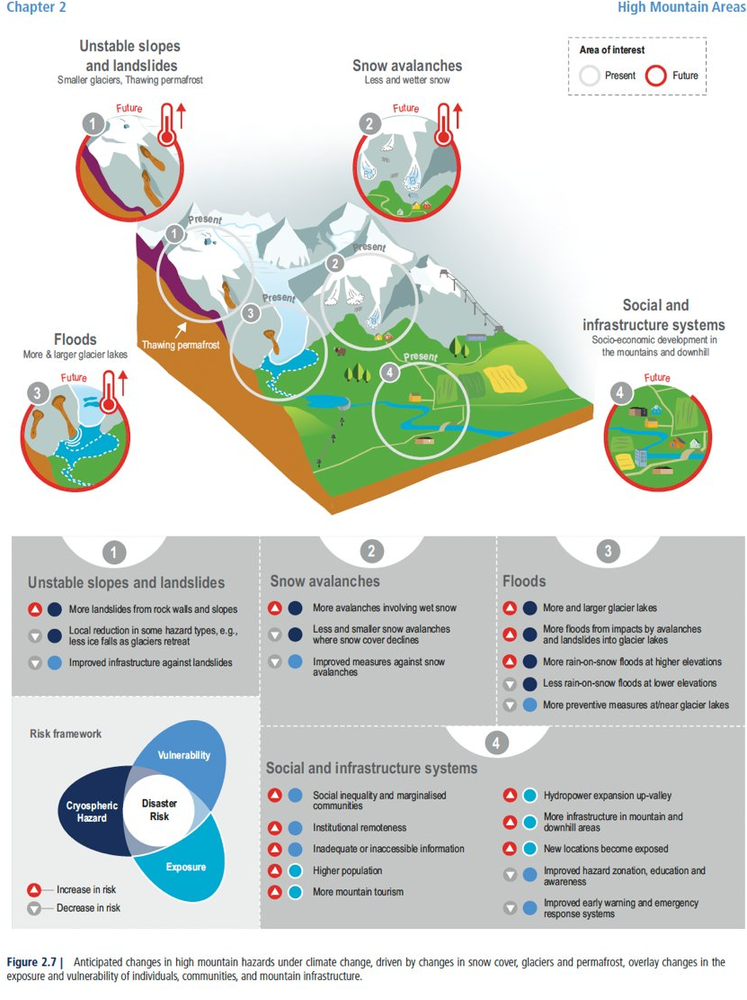 Chapter 2
High Mountain Areas
Unstable slopes
and landslides
Smaller glaciers, Thawing permafrost
Snow avalanches
Less and wetter snow
Area of interest
Present
Future
Future
1
Future
2
Present
1
Present
2
Present
3
Present
4
Thawing permafrost
Floods
More & larger glacier lakes
Future
3
Social and
infrastructure systems
Socio-economic development in
the mountains and downhill
Future
4
1
Unstable slopes and landslides
More landslides from rock walls and slopes
Local reduction in some hazard types, e.g.,
less ice falls as glaciers retreat
Improved infrastructure against landslides
2
Snow avalanches
More avalanches involving wet snow
Less and smaller snow avalanches
where snow cover declines
Improved measures against snow
avalanches
3
Floods
More and larger glacier lakes
More floods from impacts by avalanches
and landslides into glacier lakes
More rain-on-snow floods at higher elevations
Less rain-on-snow floods at lower elevations
More preventive measures at/near glacier lakes
Risk framework
Vulnerability
Cryospheric
Hazard
Disaster
Risk
Exposure
Increase in risk
Decrease in risk
4
Social and infrastructure systems
Social inequality and marginalised
communities
Institutional remoteness
Inadequate or inaccessible information
Higher population
More mountain tourism
Hydropower expansion up-valley
More infrastructure in mountain and
downhill areas
New locations become exposed
Improved hazard zonation, education and
awareness
Improved early warning and emergency
response systems
Figure 2.7 | Anticipated changes in high mountain hazards under climate change, driven by changes in snow cover, glaciers and permafrost, overlay changes in the
exposure and vulnerability of individuals, communities, and mountain infrastructure.